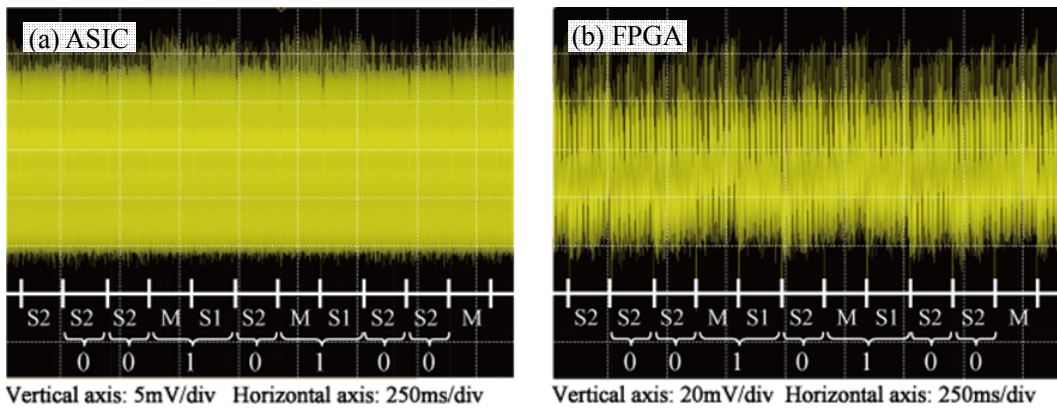 (a) ASIC
S2 S2 S2 M S1 S2 M S1 S2 S2 M
0 0 1 0 1 0 0
Vertical axis: 5mV/div Horizontal axis: 250ms/div
(b) FPGA
S2 S2 S2 M S1 S2 M S1 S2 S2 M
0 0 1 0 1 0 0
Vertical axis: 20mV/div Horizontal axis: 250ms/div